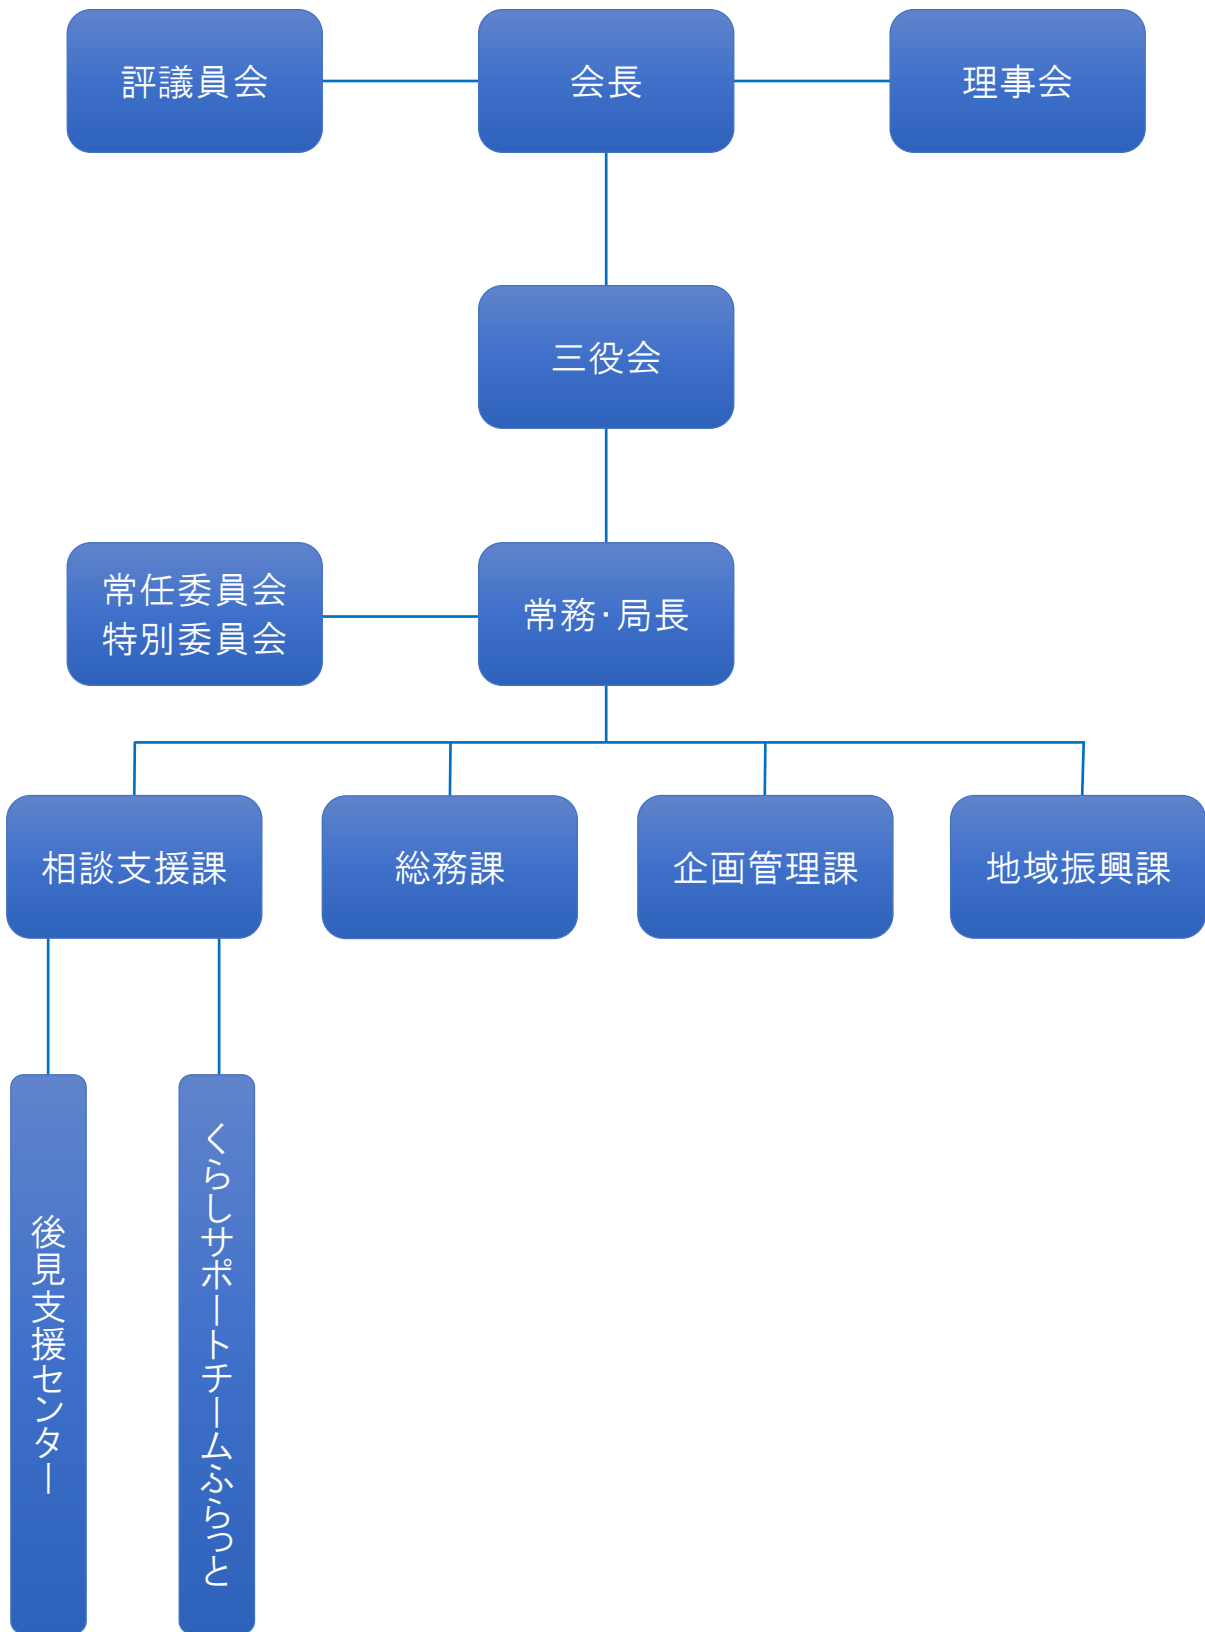 評議員会
会長
理事会
三役会
常任委員会
特別委員会
常務・局長
相談支援課
総務課
企画管理課
地域振興課
後見支援センター
くらしサポートチームふらっと